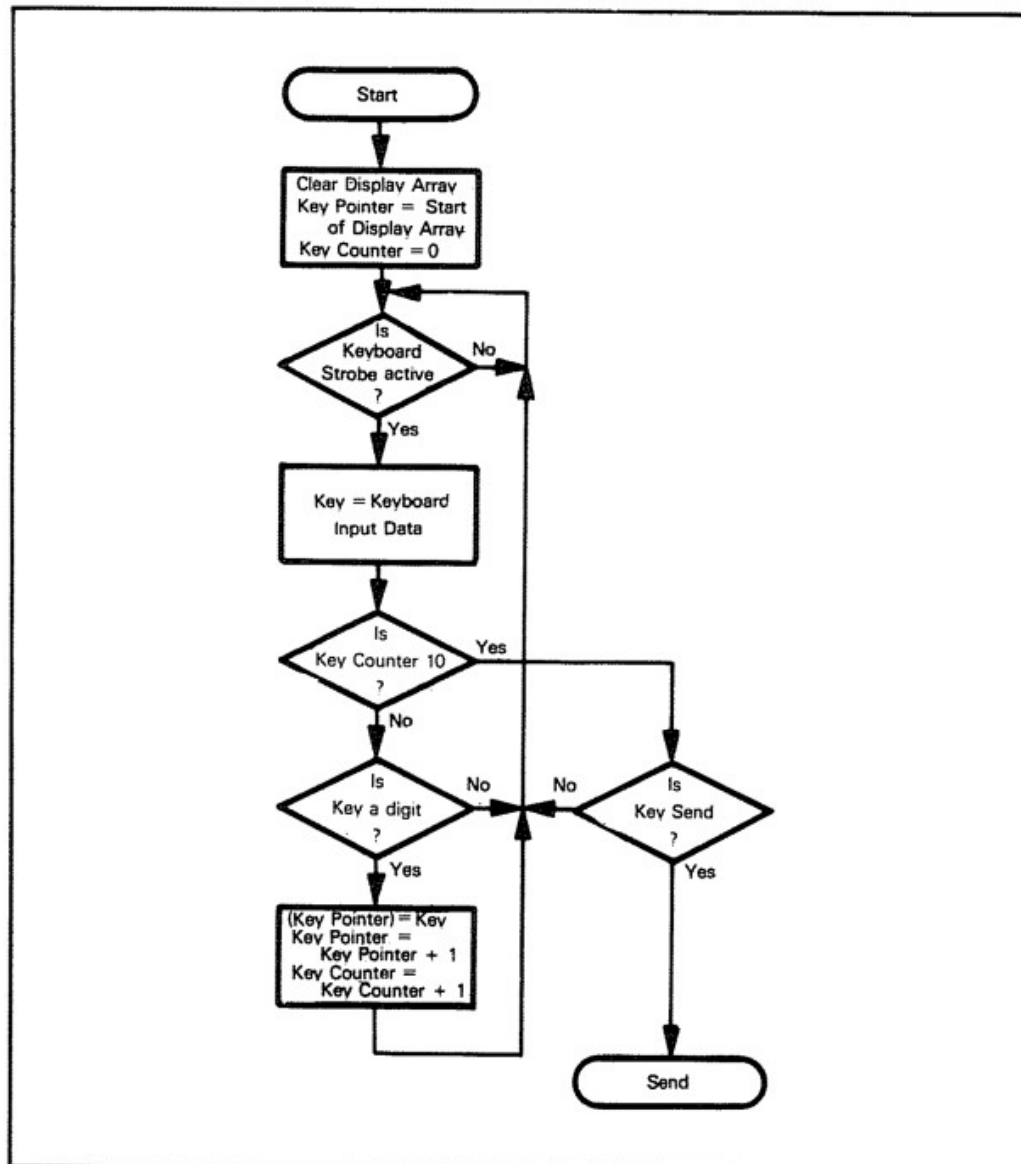 Start
Clear Display Array
Key Pointer = Start
of Display Array
Key Counter = 0
Is
Keyboard
Strobe active
?
No
Yes
Key = Keyboard
Input Data
Is
Key Counter 10
?
Yes
No
Is
Key a digit
?
No
Yes
No
Is
Key Send
?
Yes
(Key Pointer) = Key
Key Pointer =
Key Pointer + 1
Key Counter =
Key Counter + 1
Send